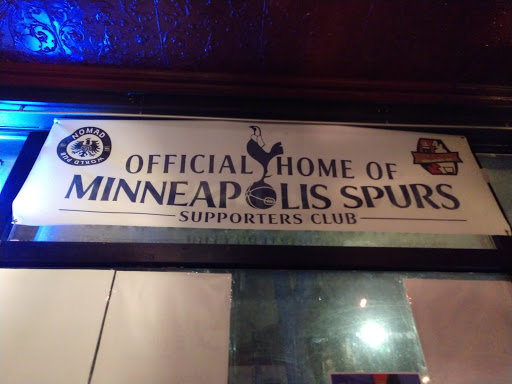 NOMAD
WORLD PUB
OFFICIAL HOME OF
MINNEAPOLIS SPURS
SUPPORTERS CLUB